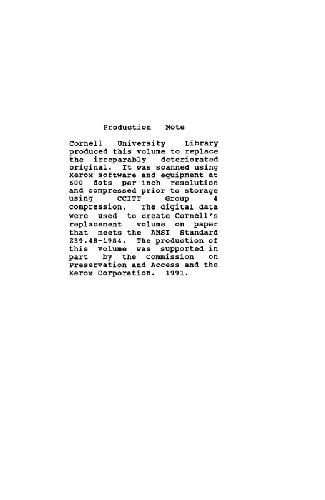 Production Note
Cornell University Library
produced this volume to replace
the irreparably deteriorated
original. It was scanned using
Xerox software and equipment at
600 dots per inch resolution
and compressed prior to storage
using CCITT Group 4
compression. The digital data
were used to create Cornell's
replacement volume on paper
that meets the ANSI Standard
Z39.48-1984. The production of
this volume was supported in
part by the Commission on
Preservation and Access and the
Xerox Corporation. 1991.